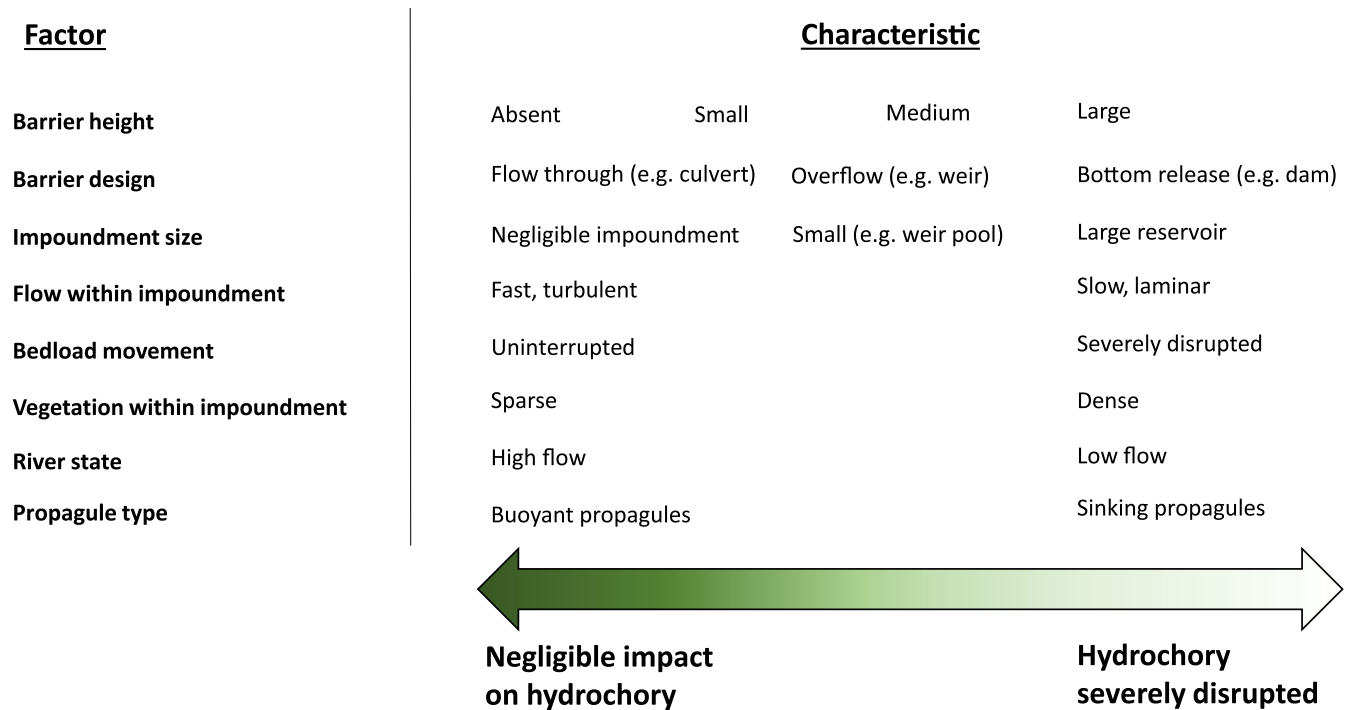 Factor Characteristic
Barrier height Absent Small Medium Large
Barrier design Flow through (e.g. culvert) Overflow (e.g. weir) Bottom release (e.g. dam)
Impoundment size Negligible impoundment Small (e.g. weir pool) Large reservoir
Flow within impoundment Fast, turbulent Slow, laminar
Bedload movement Uninterrupted Severely disrupted
Vegetation within impoundment Sparse Dense
River state High flow Low flow
Propagule type Buoyant propagules Sinking propagules
Negligible impact Hydrochory
on hydrochory severely disrupted